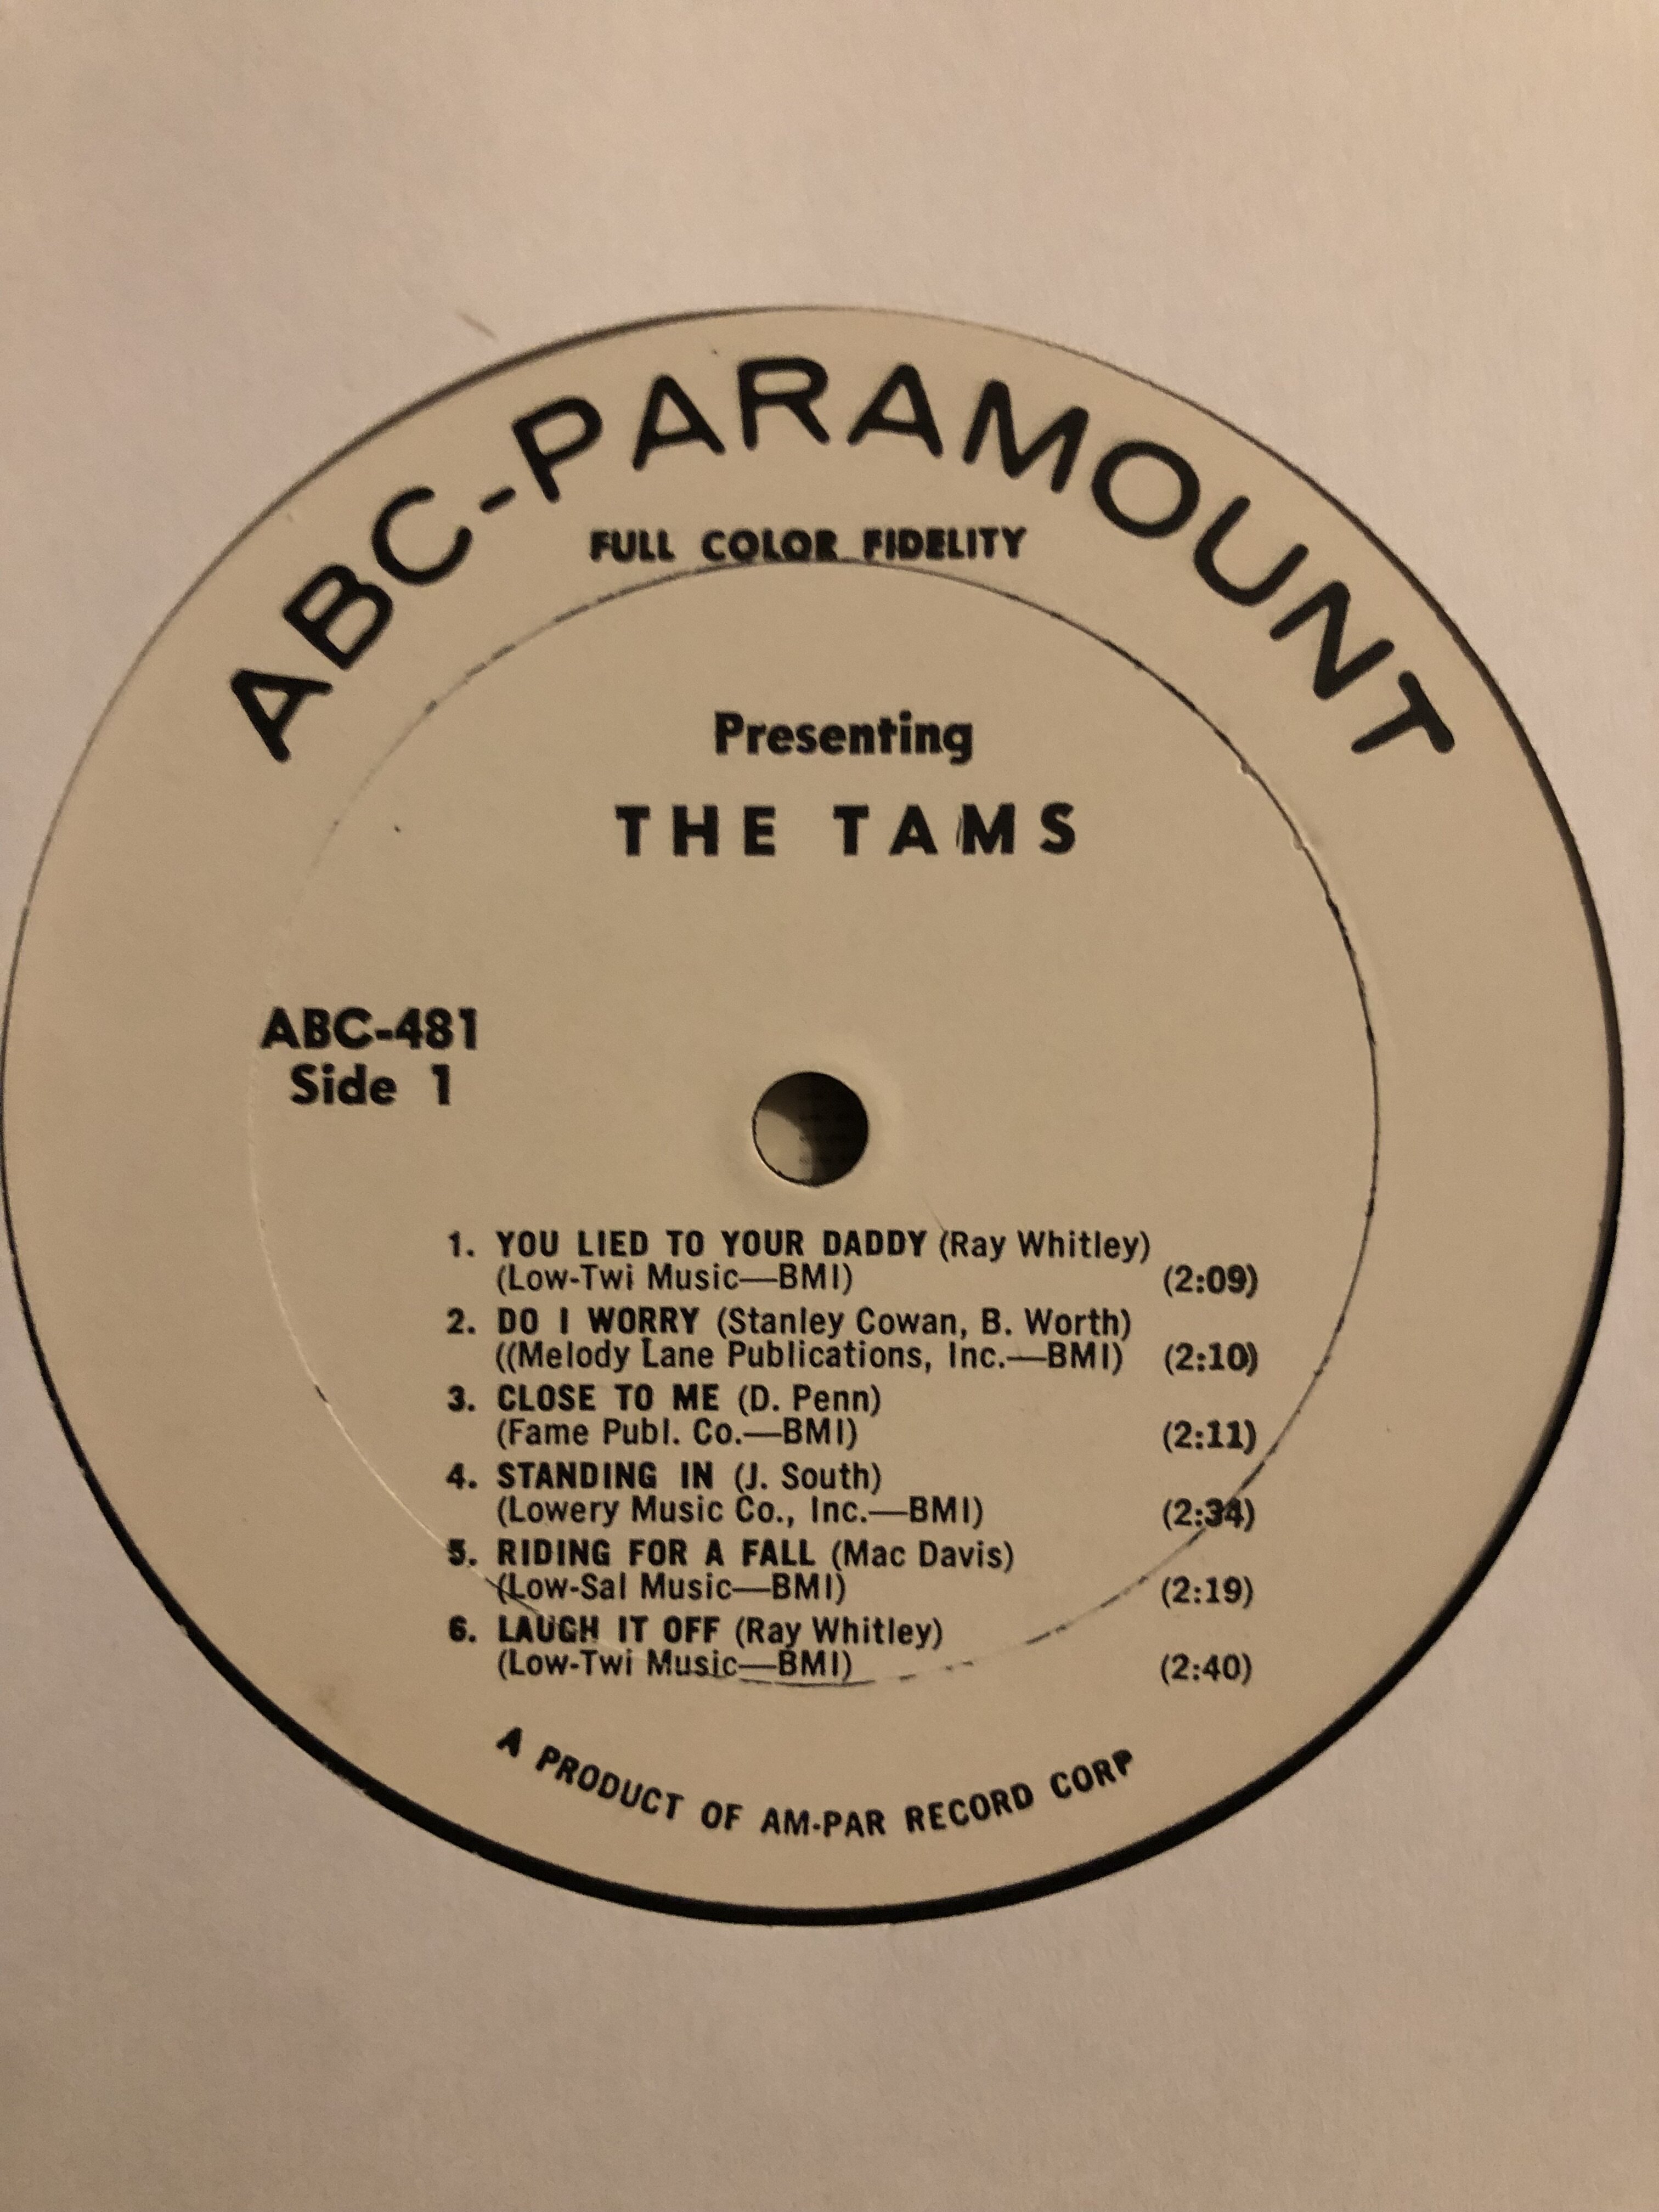 ABC-PARAMOUNT
FULL COLOR FIDELITY
Presenting
THE TAMS
ABC-481
Side 1
1. YOU LIED TO YOUR DADDY (Ray Whitley)
(Low-Twi Music—BMI) (2:09)
2. DO I WORRY (Stanley Cowan, B. Worth)
((Melody Lane Publications, Inc.—BMI) (2:10)
3. CLOSE TO ME (D. Penn)
(Fame Publ. Co.—BMI) (2:11)
4. STANDING IN (J. South)
(Lowery Music Co., Inc.—BMI) (2:34)
5. RIDING FOR A FALL (Mac Davis)
(Low-Sal Music—BMI) (2:19)
6. LAUGH IT OFF (Ray Whitley)
(Low-Twi Music—BMI) (2:40)
A PRODUCT OF AM-PAR RECORD CORP